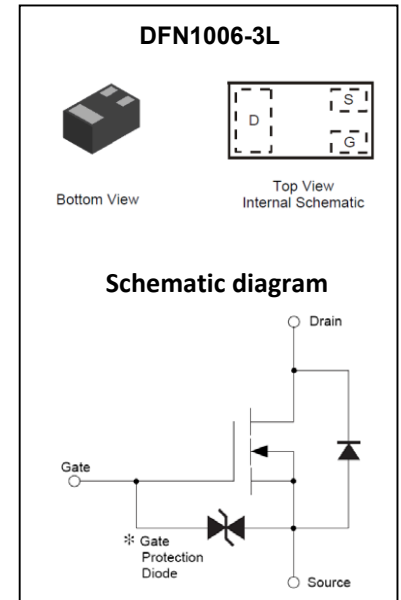 DFN1006-3L
Bottom View
D
S
G
Top View
Internal Schematic
Schematic diagram
Drain
Gate
* Gate
Protection
Diode
Source